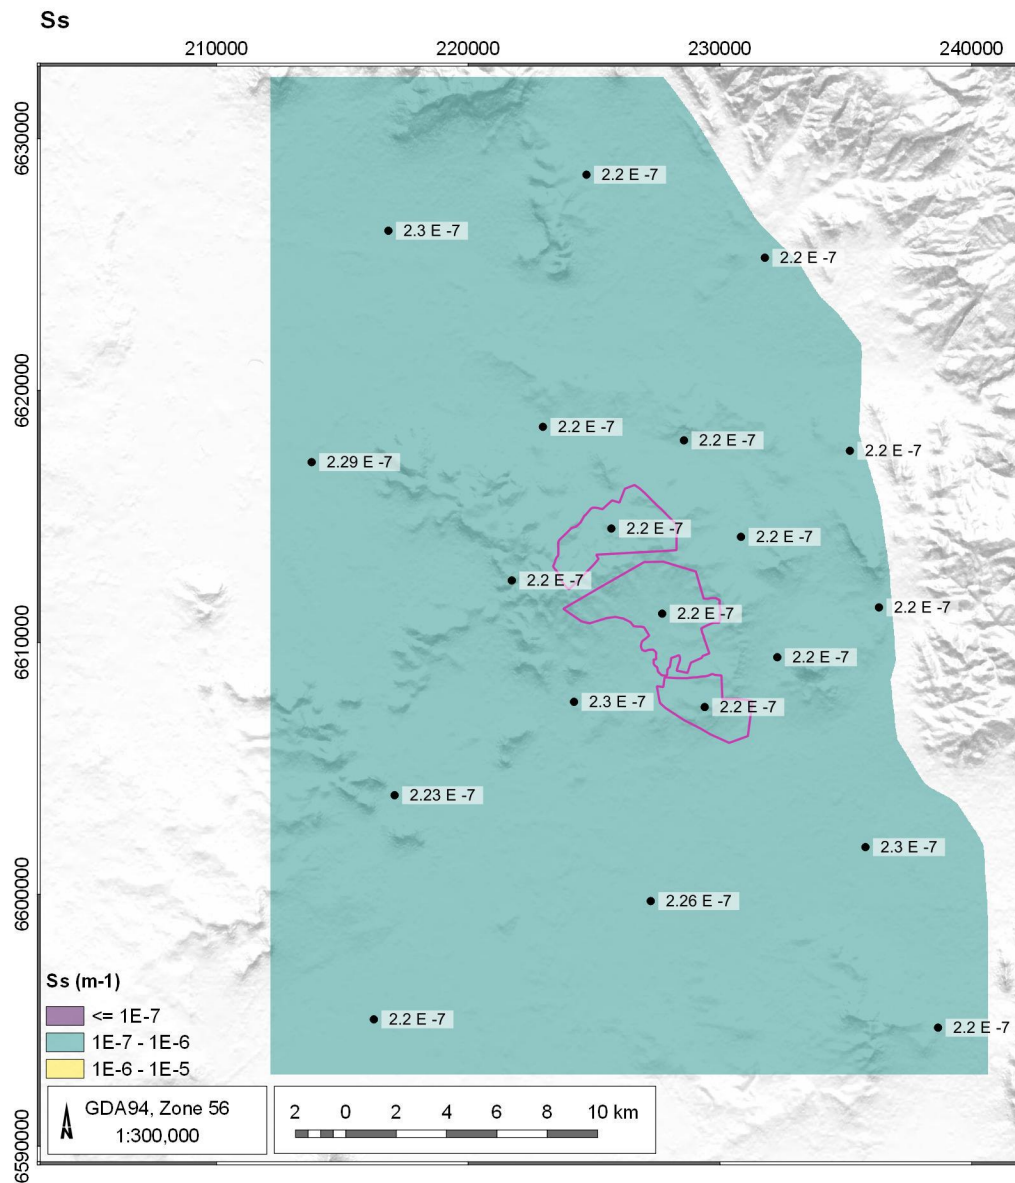 Ss
210000 220000 230000 240000
6630000
2.2 E -7
2.3 E -7
2.2 E -7
6620000
2.2 E -7
2.2 E -7
2.2 E -7
2.29 E -7
2.2 E -7
2.2 E -7
2.2 E -7
2.2 E -7
2.2 E -7
6610000
2.2 E -7
2.3 E -7
2.2 E -7
2.23 E -7
2.3 E -7
6600000
2.26 E -7
Ss (m-1)
<= 1E-7
1E-7 - 1E-6
1E-6 - 1E-5
2.2 E -7
2.2 E -7
GDA94, Zone 56
1:300,000
2 0 2 4 6 8 10 km
N
6590000